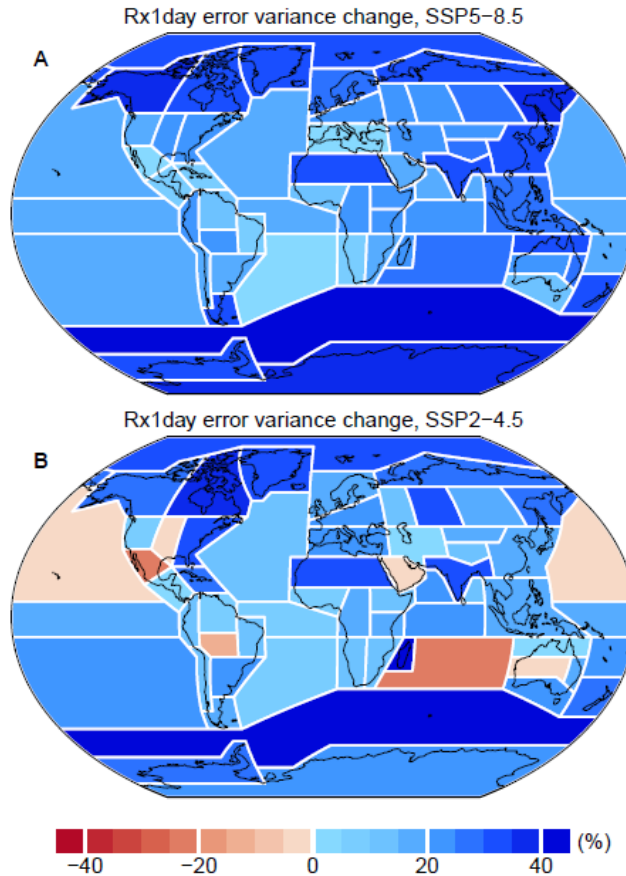 Rx1day error variance change, SSP5−8.5
A
Rx1day error variance change, SSP2−4.5
B
(%)
−40 −20 0 20 40